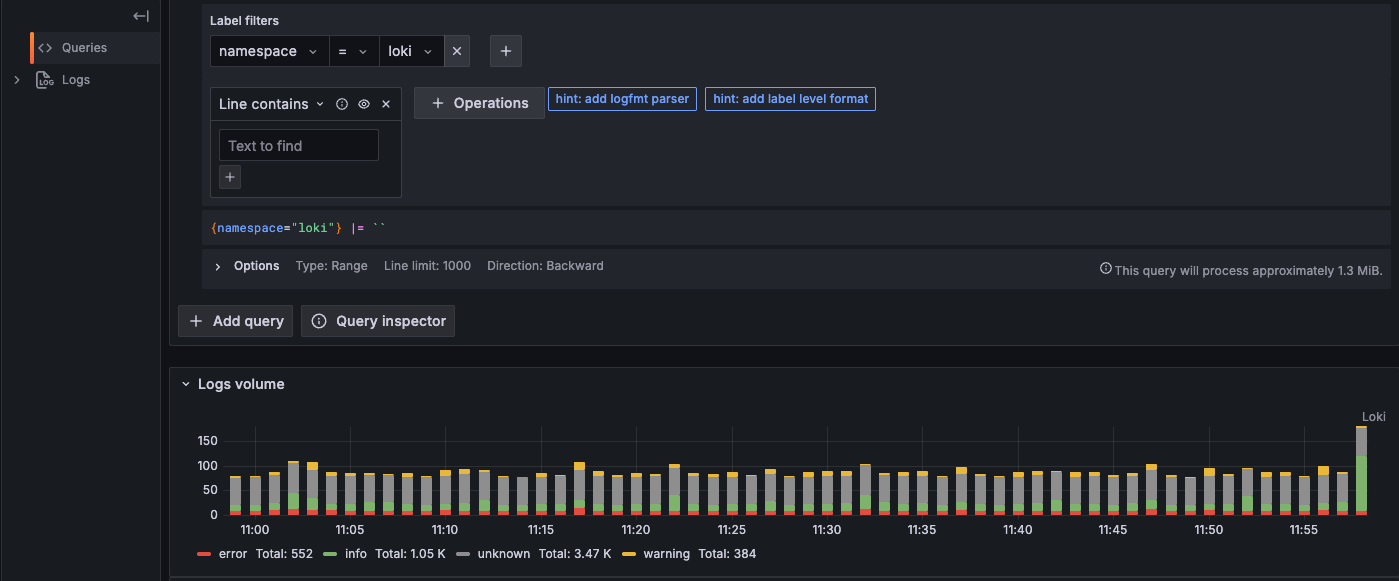 Label filters
Queries
namespace = loki
Logs
Line contains
Operations
hint: add logfmt parser
hint: add label level format
Text to find
{namespace="loki"} |= ``
Options Type: Range Line limit: 1000 Direction: Backward
This query will process approximately 1.3 MiB.
Add query
Query inspector
Logs volume
Loki
150
100
50
0
11:00 11:05 11:10 11:15 11:20 11:25 11:30 11:35 11:40 11:45 11:50 11:55
error Total: 552 info Total: 1.05 K unknown Total: 3.47 K warning Total: 384